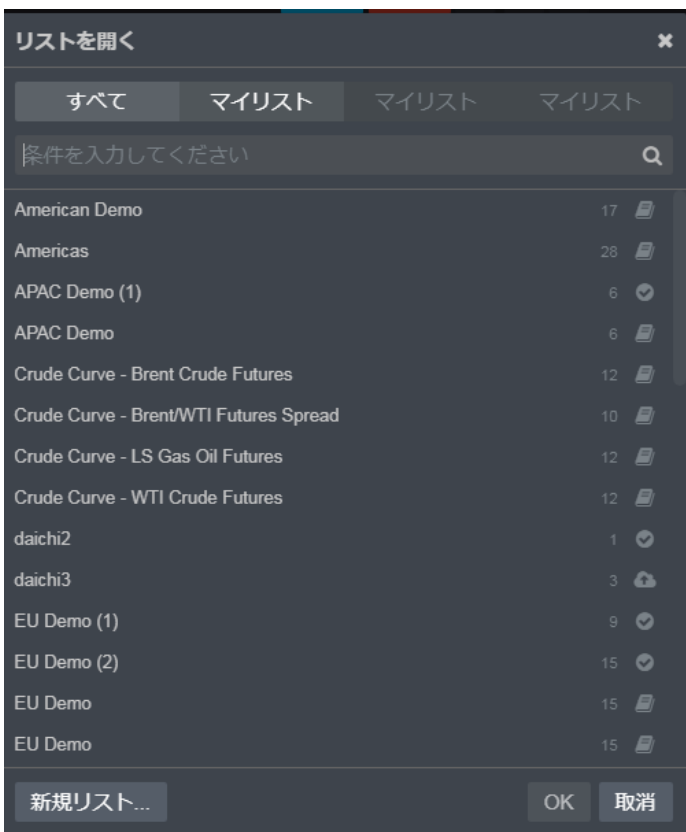 リストを開く
すべて マイリスト マイリスト マイリスト
条件を入力してください
American Demo 17
Americas 28
APAC Demo (1) 6
APAC Demo 6
Crude Curve - Brent Crude Futures 12
Crude Curve - Brent/WTI Futures Spread 10
Crude Curve - LS Gas Oil Futures 12
Crude Curve - WTI Crude Futures 12
daichi2 1
daichi3 3
EU Demo (1) 9
EU Demo (2) 15
EU Demo 15
EU Demo 15
新規リスト... OK 取消